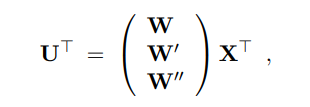 U⊤ = ( W
W′
W′′ ) X⊤ ,